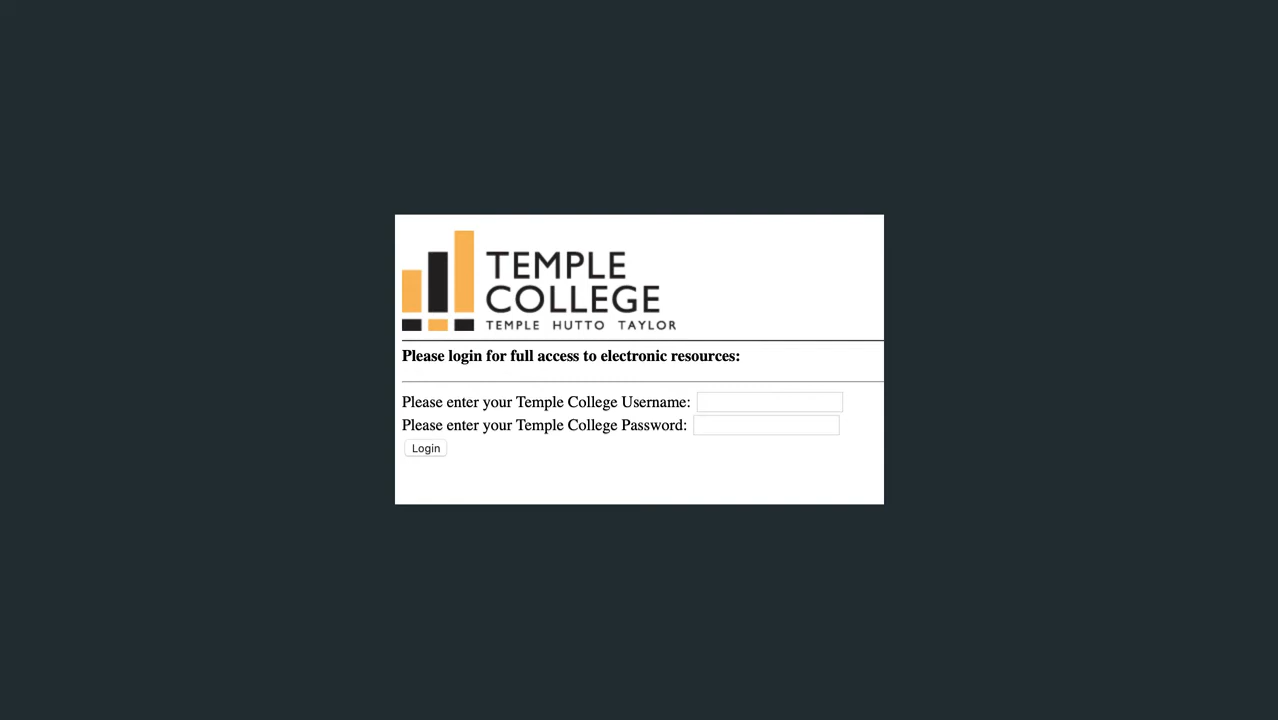 TEMPLE
COLLEGE
TEMPLE HUTTO TAYLOR
Please login for full access to electronic resources:
Please enter your Temple College Username:
Please enter your Temple College Password:
Login